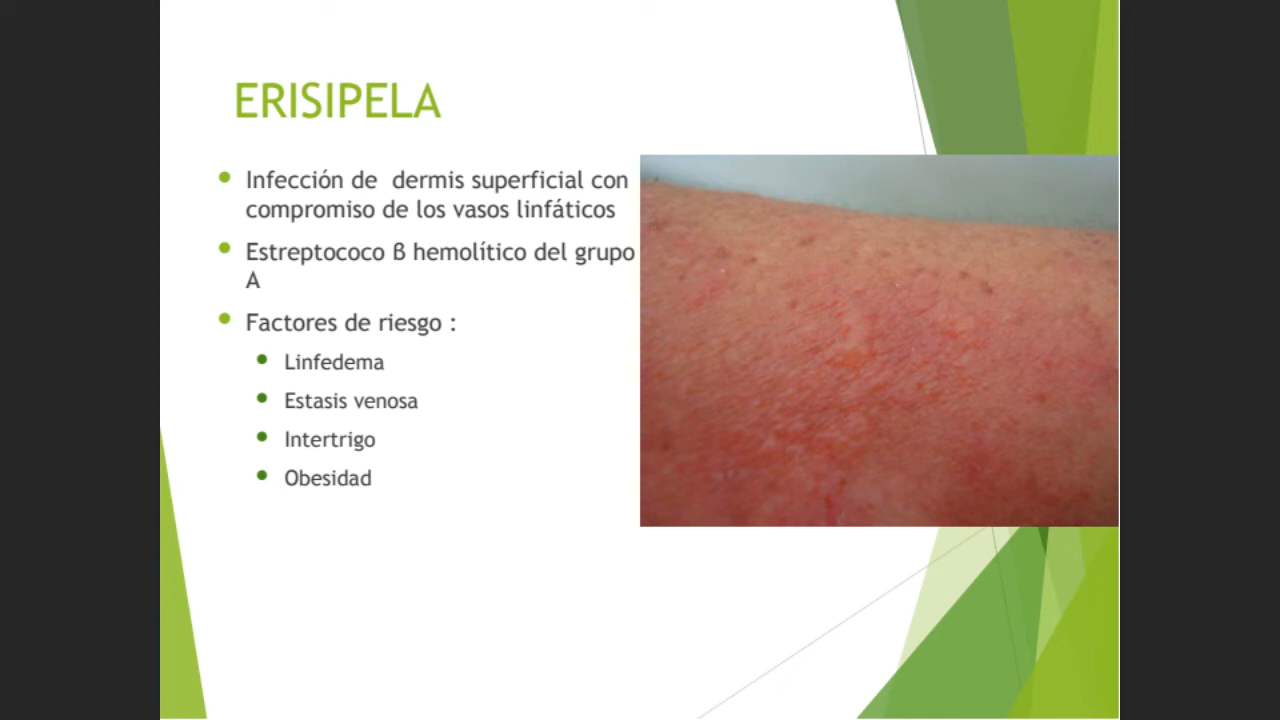 ERISIPELA
Infección de  dermis superficial con
compromiso de los vasos linfáticos
Estreptococo ß hemolítico del grupo
A
Factores de riesgo :
Linfedema
Estasis venosa
Intertrigo
Obesidad